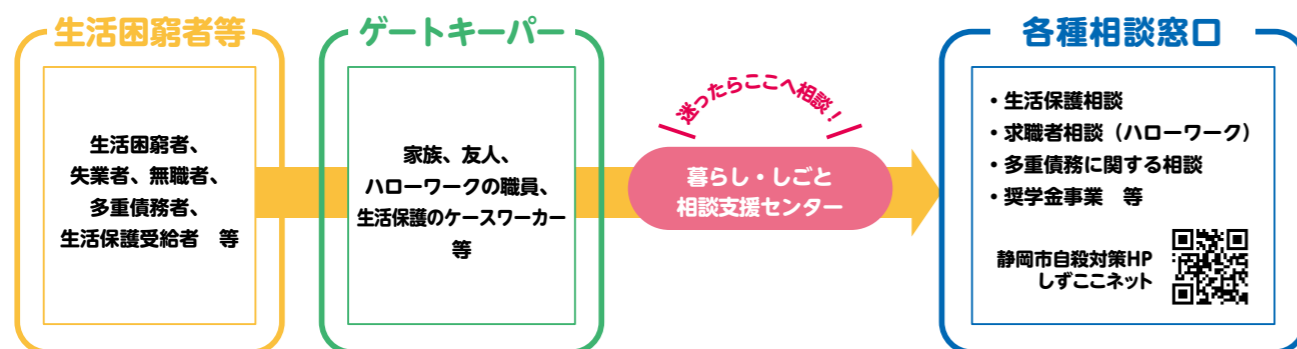 生活困窮者等
生活困窮者、
失業者、無職者、
多重債務者、
生活保護受給者　等
ゲートキーパー
家族、友人、
ハローワークの職員、
生活保護のケースワーカー
等
迷ったらここへ相談！
暮らし・しごと
相談支援センター
各種相談窓口
・生活保護相談
・求職者相談（ハローワーク）
・多重債務に関する相談
・奨学金事業　等
静岡市自殺対策HP
しずここネット